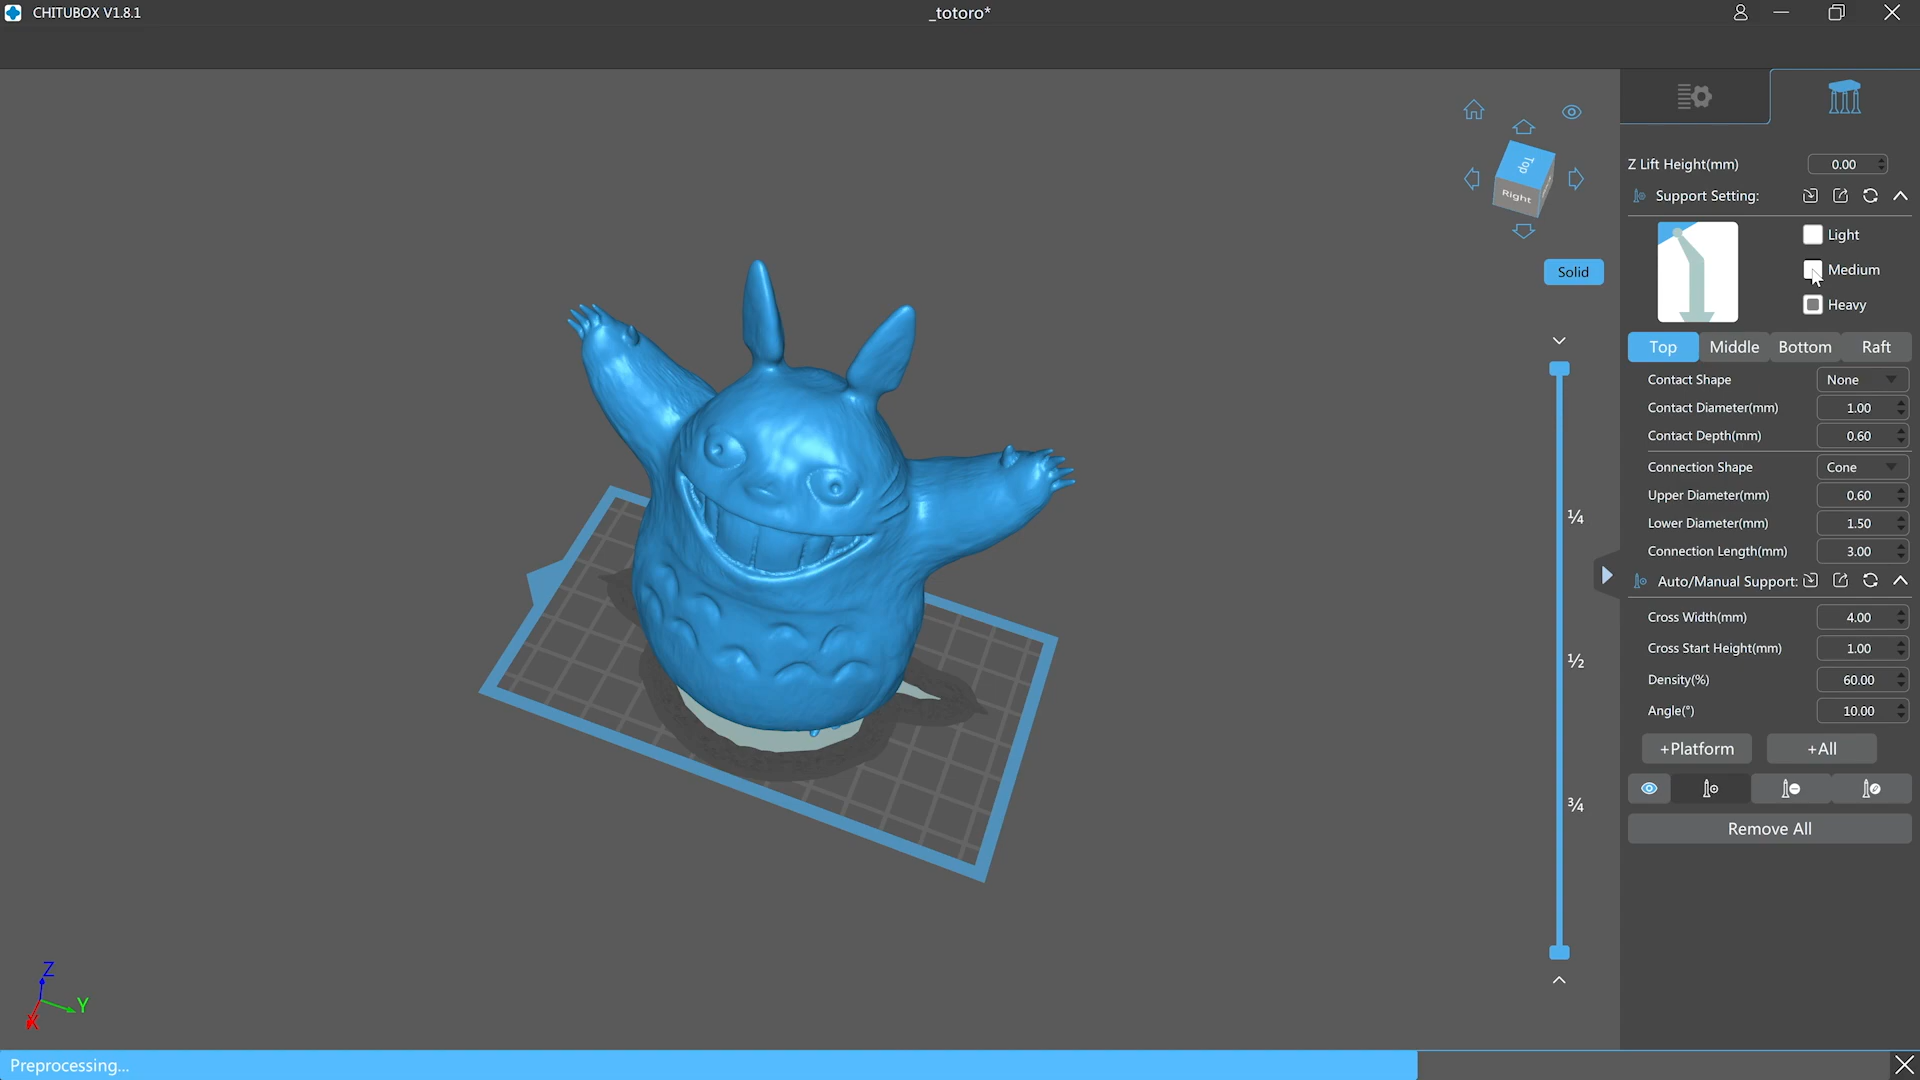 CHITUBOX V1.8.1
_totoro*
Z Lift Height(mm) 0.00
Support Setting:
Light
Medium
Heavy
Top
Right
Solid
Top Middle Bottom Raft
Contact Shape None
Contact Diameter(mm) 1.00
Contact Depth(mm) 0.60
Connection Shape Cone
Upper Diameter(mm) 0.60
Lower Diameter(mm) 1.50
Connection Length(mm) 3.00
Auto/Manual Support:
Cross Width(mm) 4.00
Cross Start Height(mm) 1.00
Density(%) 60.00
Angle(°) 10.00
+Platform +All
Remove All
¼
½
¾
Z
Y
X
Preprocessing...